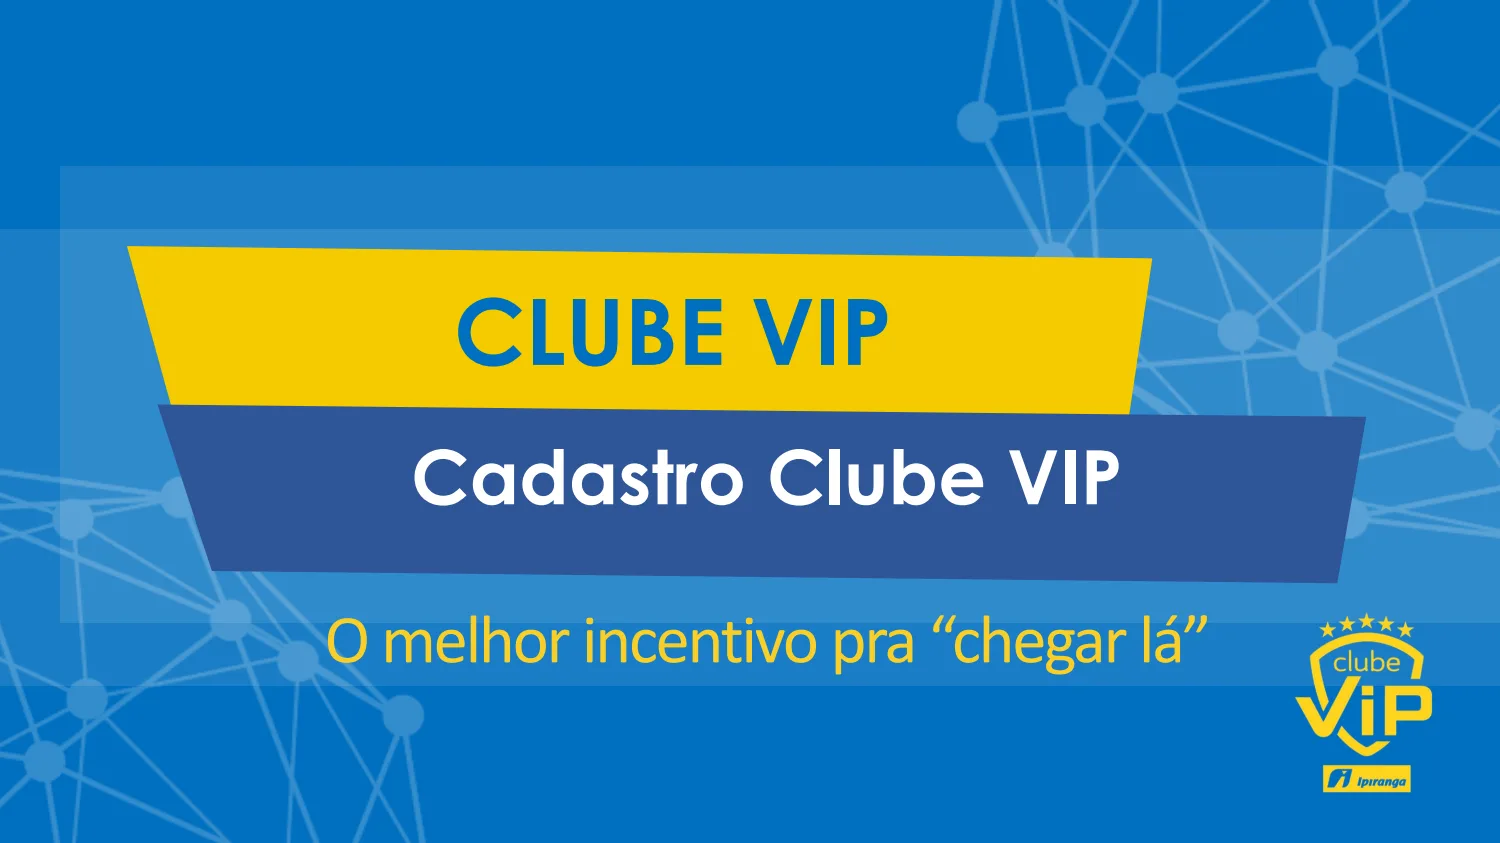 CLUBE VIP
Cadastro Clube VIP
O melhor incentivo pra “chegar lá”
clube
ViP
Ipiranga